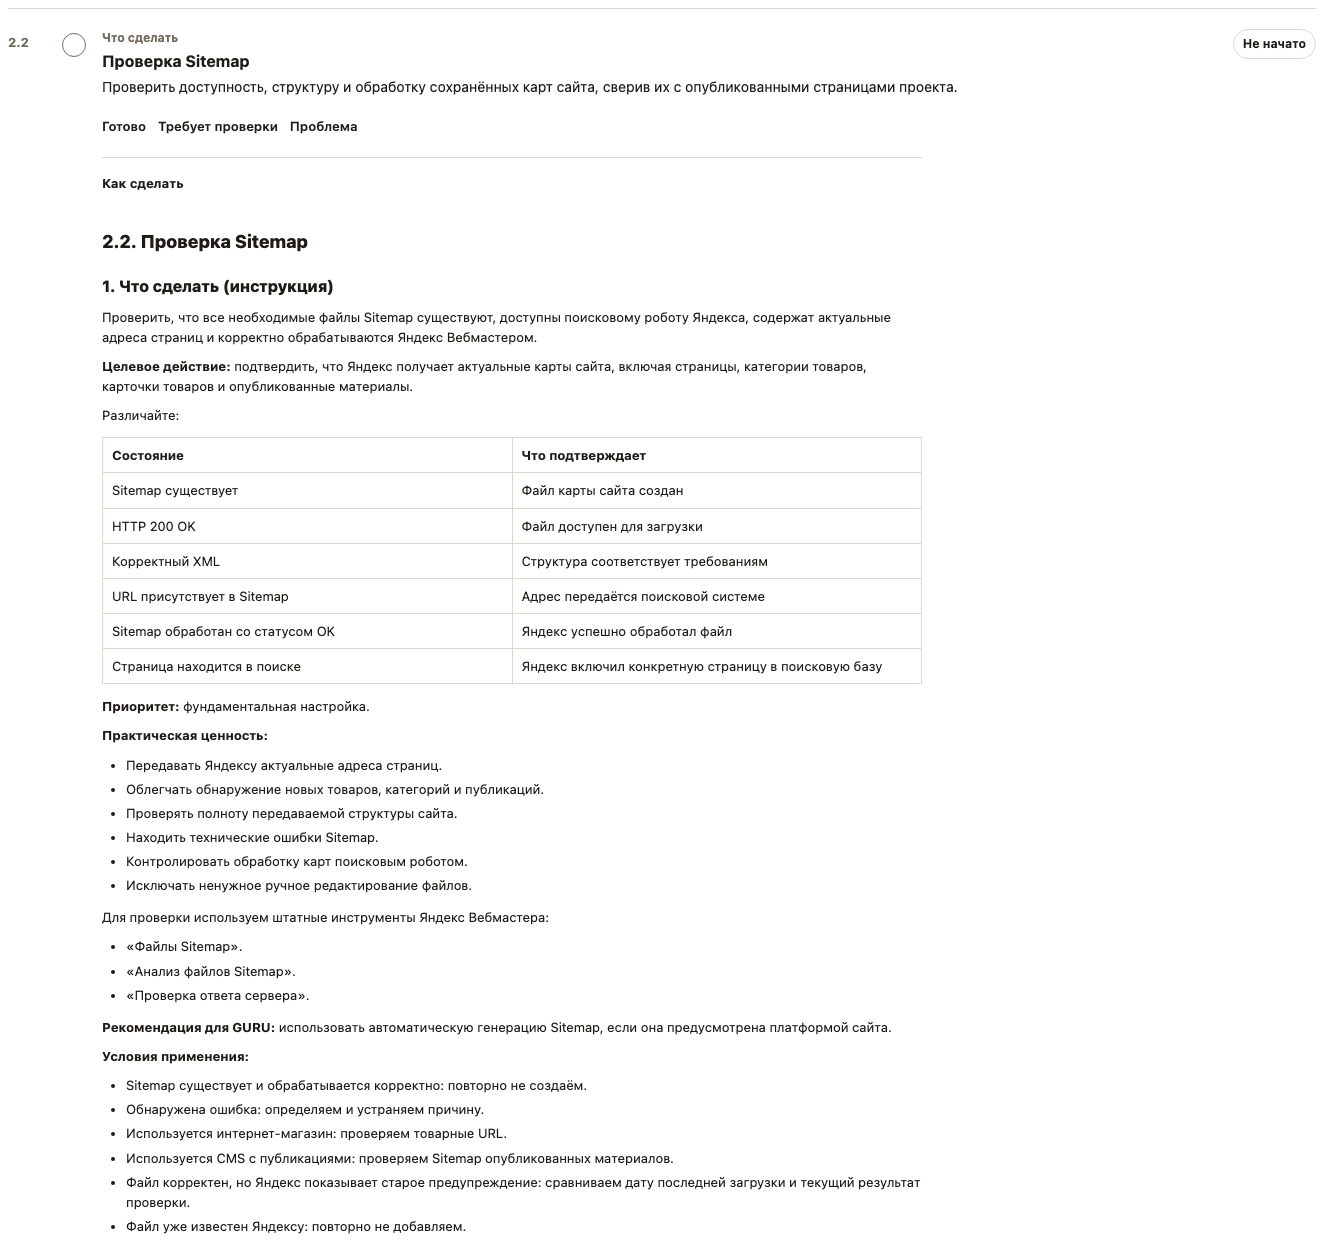 2.2
Что сделать
Не начато
Проверка Sitemap
Проверить доступность, структуру и обработку сохранённых карт сайта, сверив их с опубликованными страницами проекта.
Готово Требует проверки Проблема
Как сделать
2.2. Проверка Sitemap
1. Что сделать (инструкция)
Проверить, что все необходимые файлы Sitemap существуют, доступны поисковому роботу Яндекса, содержат актуальные
адреса страниц и корректно обрабатываются Яндекс Вебмастером.
Целевое действие: подтвердить, что Яндекс получает актуальные карты сайта, включая страницы, категории товаров,
карточки товаров и опубликованные материалы.
Различайте:
Состояние Что подтверждает
Sitemap существует Файл карты сайта создан
HTTP 200 OK Файл доступен для загрузки
Корректный XML Структура соответствует требованиям
URL присутствует в Sitemap Адрес передаётся поисковой системе
Sitemap обработан со статусом OK Яндекс успешно обработал файл
Страница находится в поиске Яндекс включил конкретную страницу в поисковую базу
Приоритет: фундаментальная настройка.
Практическая ценность:
• Передавать Яндексу актуальные адреса страниц.
• Облегчать обнаружение новых товаров, категорий и публикаций.
• Проверять полноту передаваемой структуры сайта.
• Находить технические ошибки Sitemap.
• Контролировать обработку карт поисковым роботом.
• Исключать ненужное ручное редактирование файлов.
Для проверки используем штатные инструменты Яндекс Вебмастера:
• «Файлы Sitemap».
• «Анализ файлов Sitemap».
• «Проверка ответа сервера».
Рекомендация для GURU: использовать автоматическую генерацию Sitemap, если она предусмотрена платформой сайта.
Условия применения:
• Sitemap существует и обрабатывается корректно: повторно не создаём.
• Обнаружена ошибка: определяем и устраняем причину.
• Используется интернет-магазин: проверяем товарные URL.
• Используется CMS с публикациями: проверяем Sitemap опубликованных материалов.
• Файл корректен, но Яндекс показывает старое предупреждение: сравниваем дату последней загрузки и текущий результат
проверки.
• Файл уже известен Яндексу: повторно не добавляем.